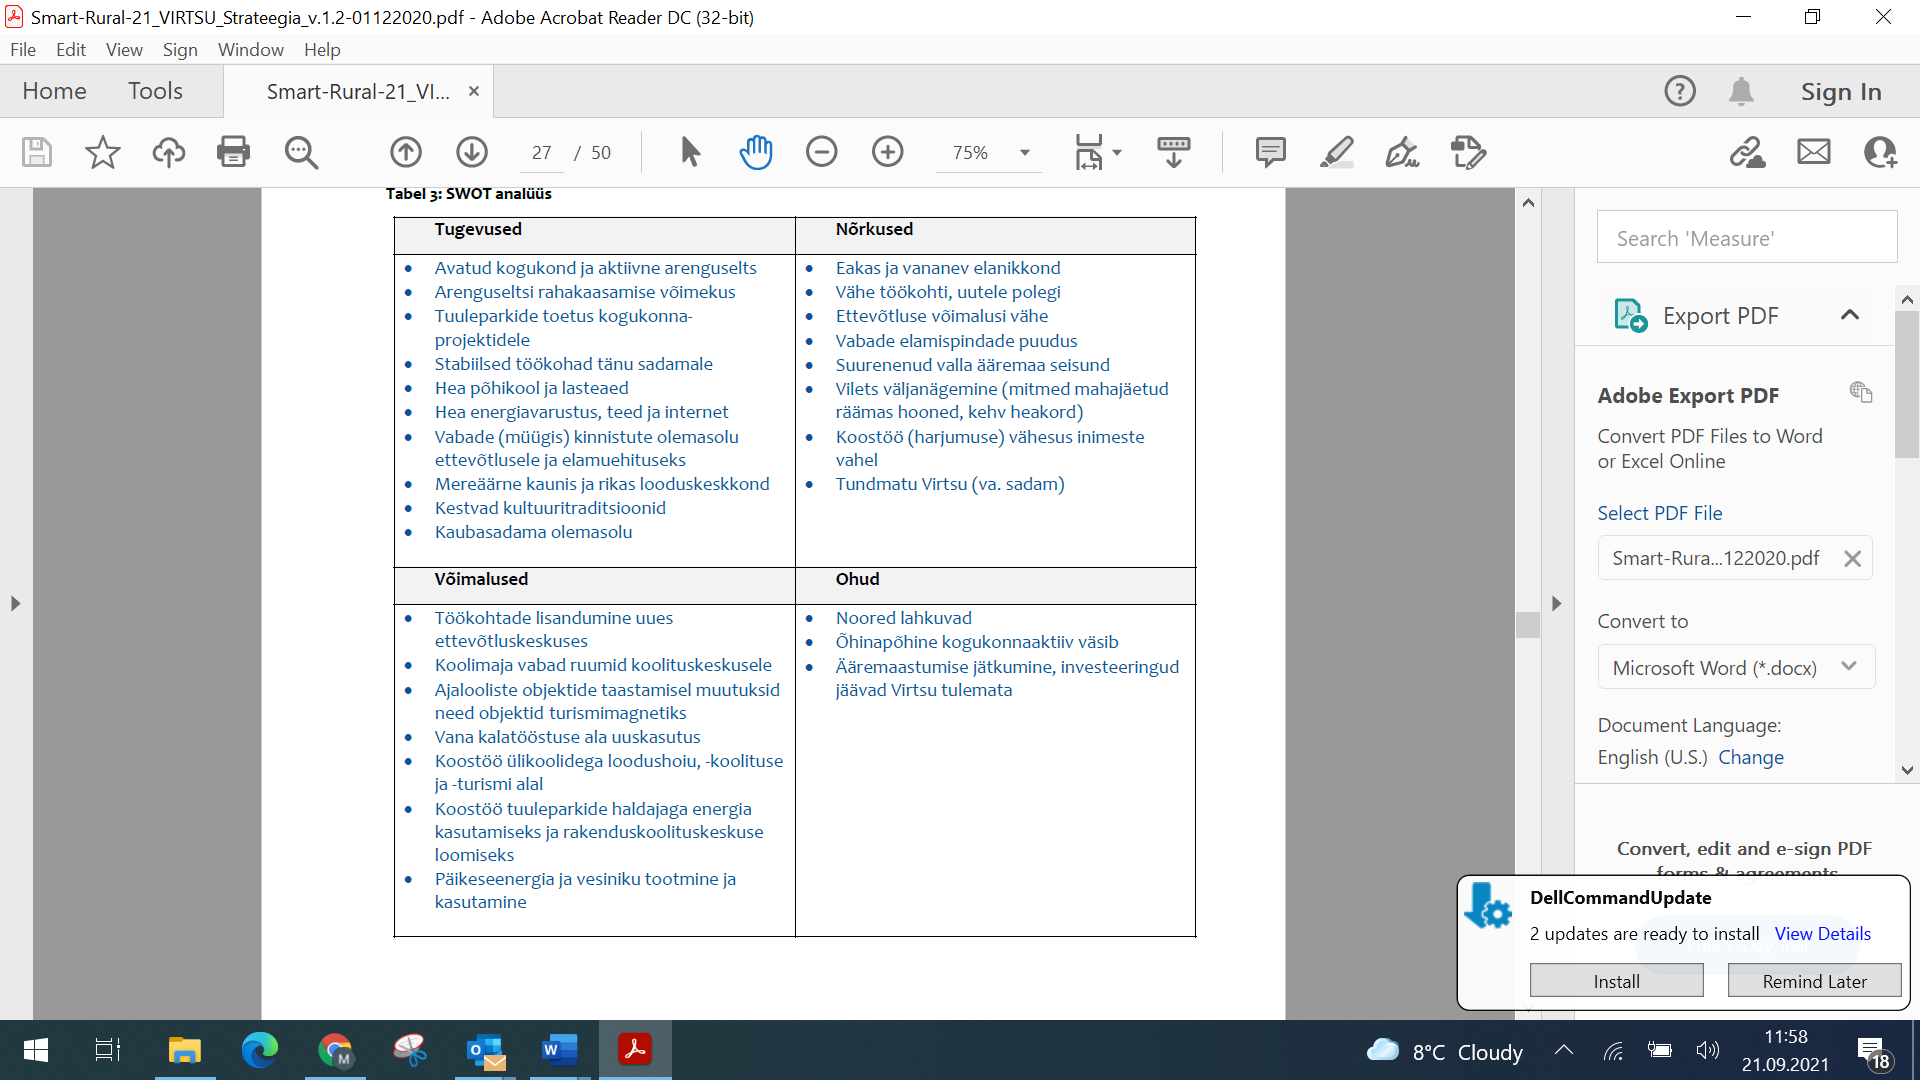 Smart-Rural-21_VIRTSU_Strateegia_v.1.2-01122020.pdf - Adobe Acrobat Reader DC (32-bit)
File Edit View Sign Window Help
Home Tools Smart-Rural-21_VI... Sign In
27 / 50 75%
Tabel 3: SWOT analüüs
Tugevused
Avatud kogukond ja aktiivne arenguselts
Arenguseltsi rahakaasamise võimekus
Tuuleparkide toetus kogukonna-
projektidele
Stabiilsed töökohad tänu sadamale
Hea põhikool ja lasteaed
Hea energiavarustus, teed ja internet
Vabade (müügis) kinnistute olemasolu
ettevõtlusele ja elamuehituseks
Mereäärne kaunis ja rikas looduskeskkond
Kestvad kultuuritraditsioonid
Kaubasadama olemasolu
Nõrkused
Eakas ja vananev elanikkond
Vähe töökohti, uutele polegi
Ettevõtluse võimalusi vähe
Vabade elamispindade puudus
Suurenenud valla ääremaa seisund
Vilets väljanägemine (mitmed mahajäetud
räämas hooned, kehv heakord)
Koostöö (harjumuse) vähesus inimeste
vahel
Tundmatu Virtsu (va. sadam)
Võimalused
Töökohtade lisandumine uues
ettevõtluskeskuses
Koolimaja vabad ruumid koolituskeskusele
Ajalooliste objektide taastamisel muutuksid
need objektid turismimagnetiks
Vana kalatööstuse ala uuskasutus
Koostöö ülikoolidega loodushoiu, -koolituse
ja -turismi alal
Koostöö tuuleparkide haldajaga energia
kasutamiseks ja rakenduskoolituskeskuse
loomiseks
Päikeseenergia ja vesiniku tootmine ja
kasutamine
Ohud
Noored lahkuvad
Õhinapõhine kogukonnaaktiiv väsib
Ääremaastumise jätkumine, investeeringud
jäävad Virtsu tulemata
Search 'Measure'
Export PDF
Adobe Export PDF
Convert PDF Files to Word
or Excel Online
Select PDF File
Smart-Rura...122020.pdf
Convert to
Microsoft Word (*.docx)
Document Language:
English (U.S.) Change
Convert, edit and e-sign PDF
forms & agreements
DellCommandUpdate
2 updates are ready to install View Details
Install Remind Later
8°C Cloudy
11:58
21.09.2021
18